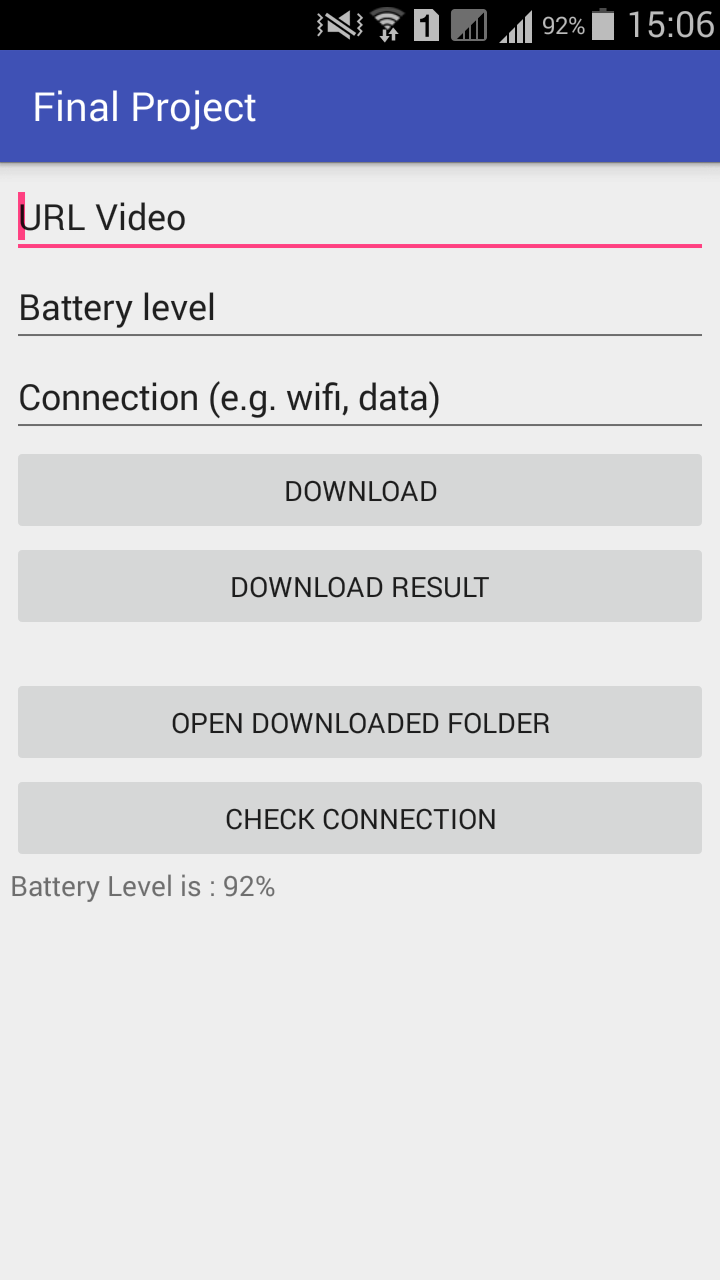 1 92% 15:06
Final Project
URL Video
Battery level
Connection (e.g. wifi, data)
DOWNLOAD
DOWNLOAD RESULT
OPEN DOWNLOADED FOLDER
CHECK CONNECTION
Battery Level is : 92%